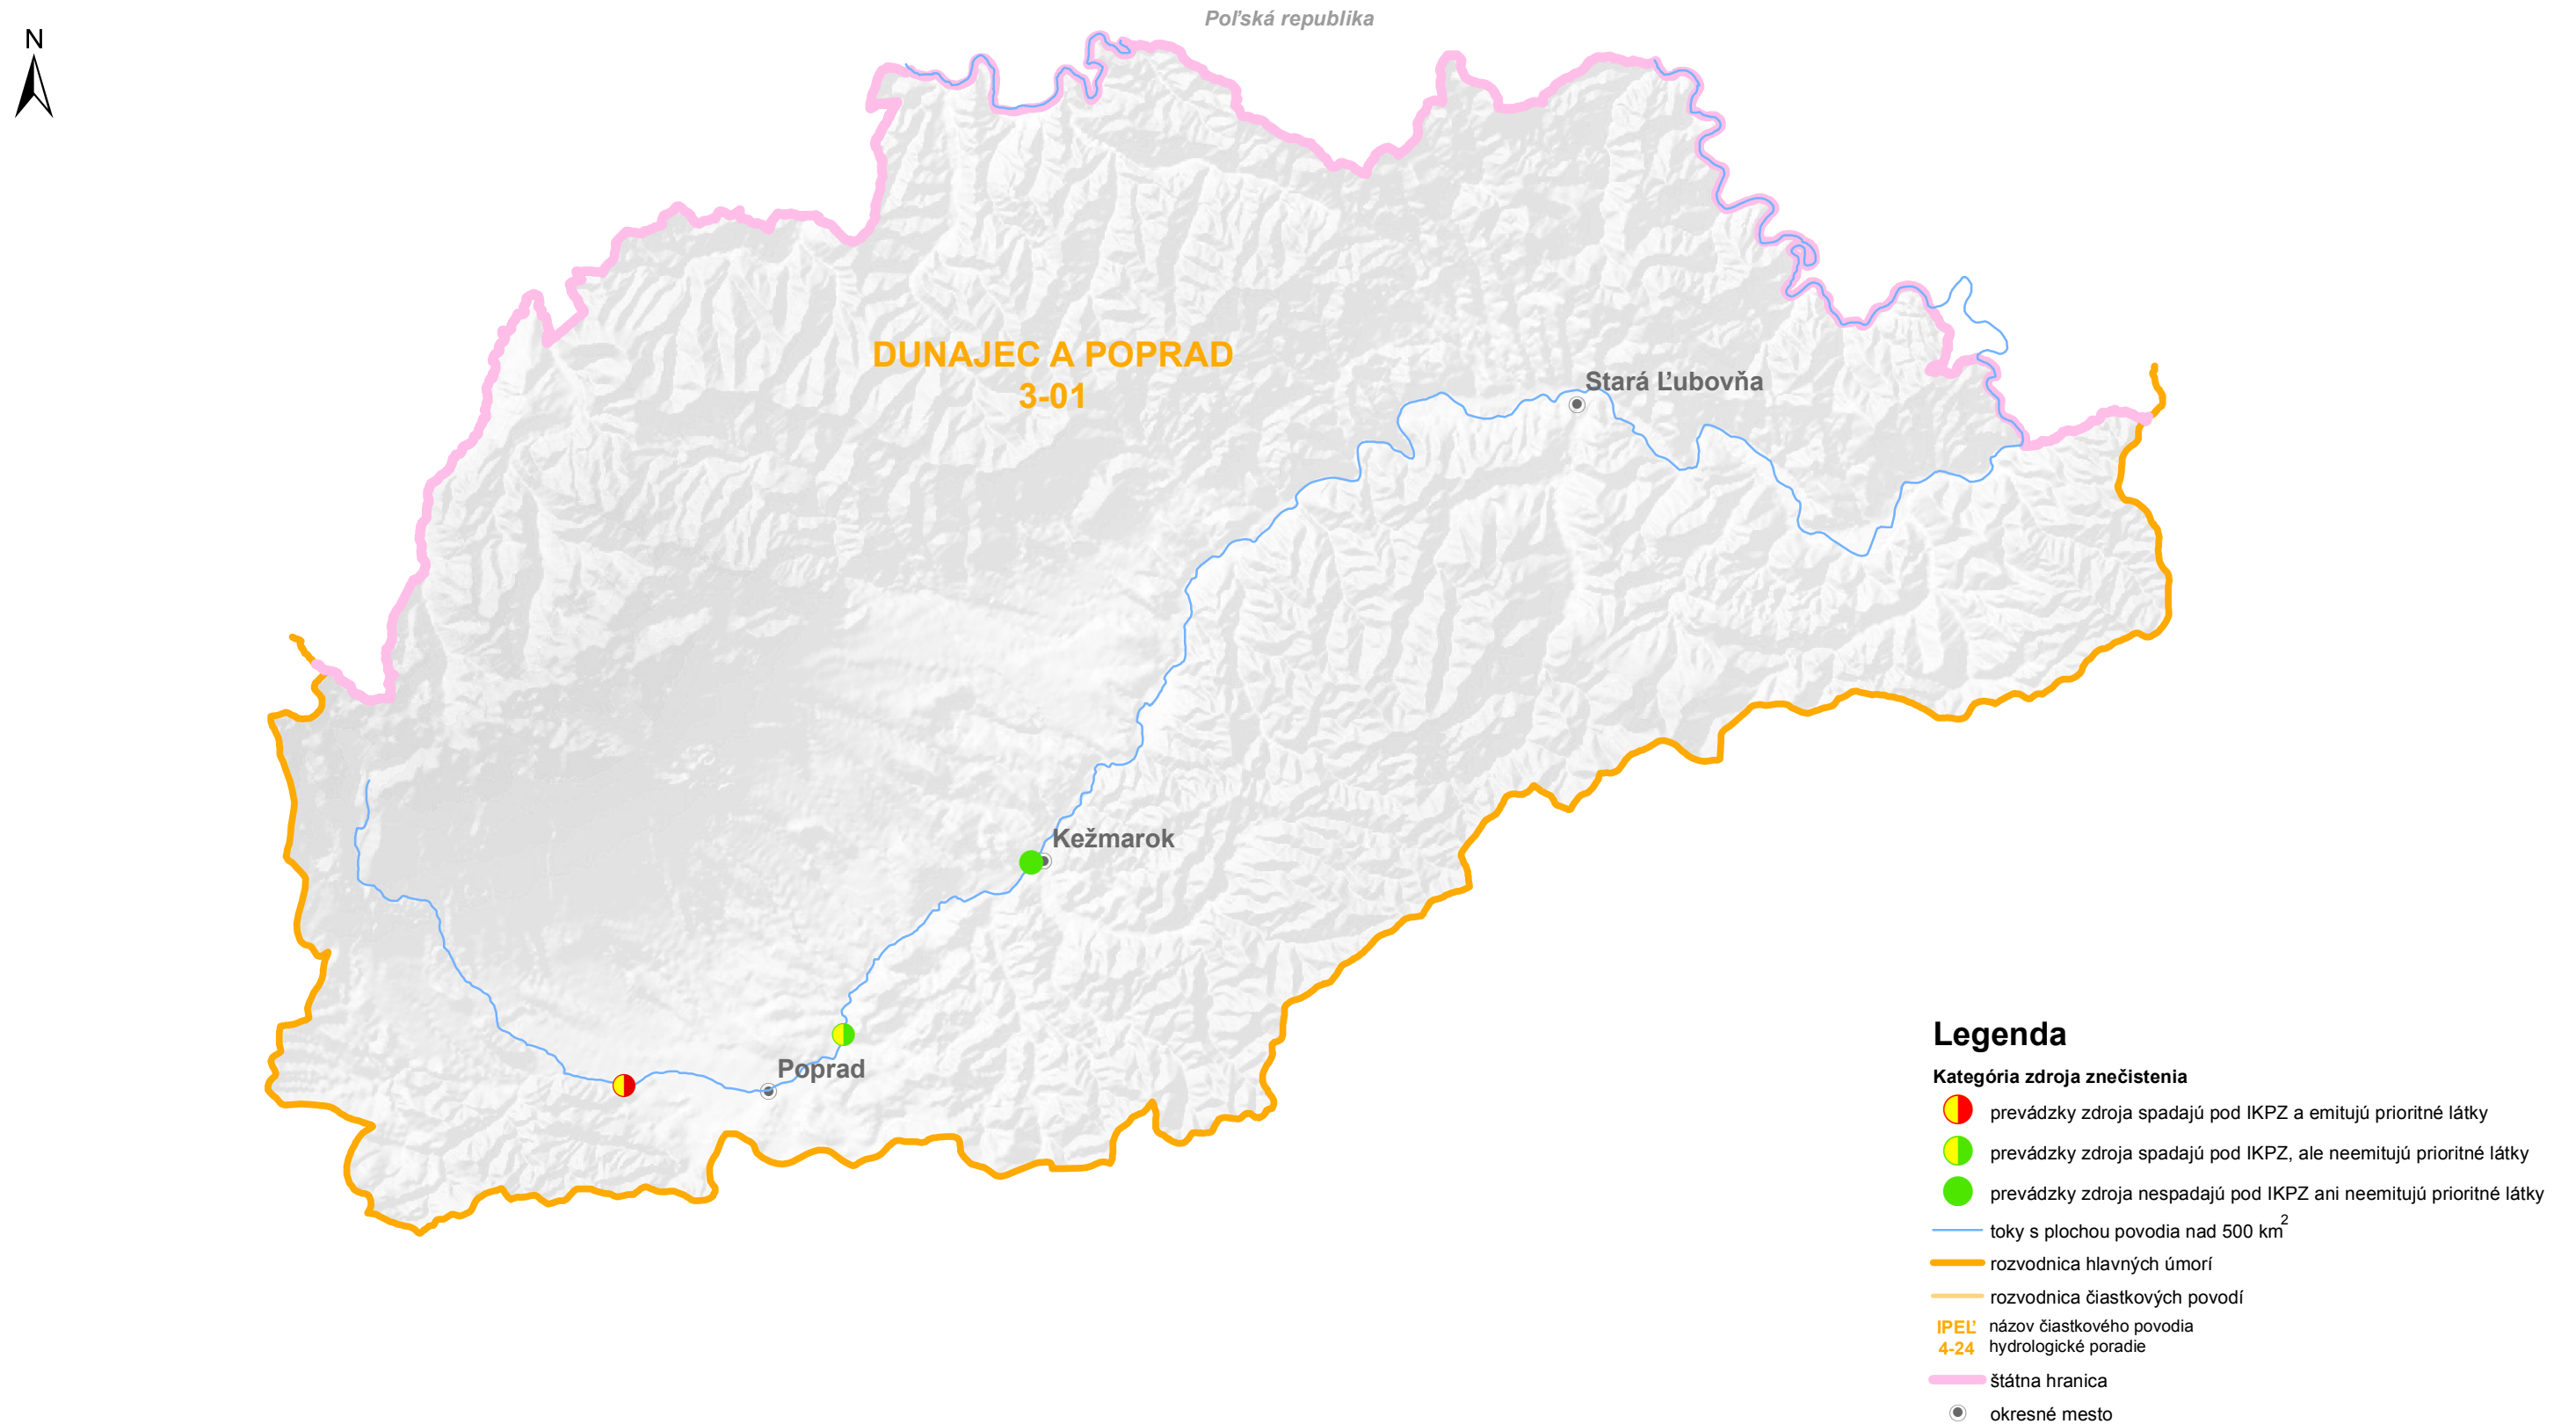 Poľská republika
N
DUNAJEC A POPRAD
3-01
Stará Ľubovňa
Kežmarok
Poprad
Legenda
Kategória zdroja znečistenia
prevádzky zdroja spadajú pod IKPZ a emitujú prioritné látky
prevádzky zdroja spadajú pod IKPZ, ale neemitujú prioritné látky
prevádzky zdroja nespadajú pod IKPZ ani neemitujú prioritné látky
toky s plochou povodia nad 500 km²
rozvodnica hlavných úmorí
rozvodnica čiastkových povodí
IPEĽ názov čiastkového povodia
4-24 hydrologické poradie
štátna hranica
okresné mesto